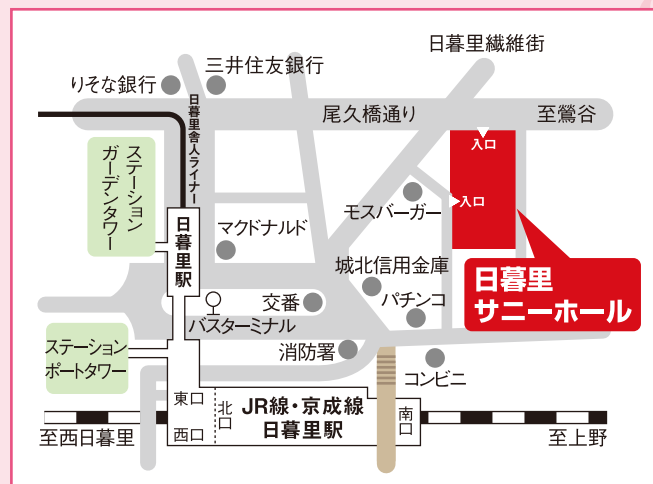 日暮里繊維街
三井住友銀行
りそな銀行
尾久橋通り
至鶯谷
日暮里舎人ライナー
入口
入口
ステーション
ガーデンタワー
モスバーガー
マクドナルド
日暮里駅
城北信用金庫
日暮里
サニーホール
パチンコ
交番
バスターミナル
消防署
ステーション
ポートタワー
コンビニ
東口
西口
北口
JR線・京成線
日暮里駅
南口
至西日暮里
至上野